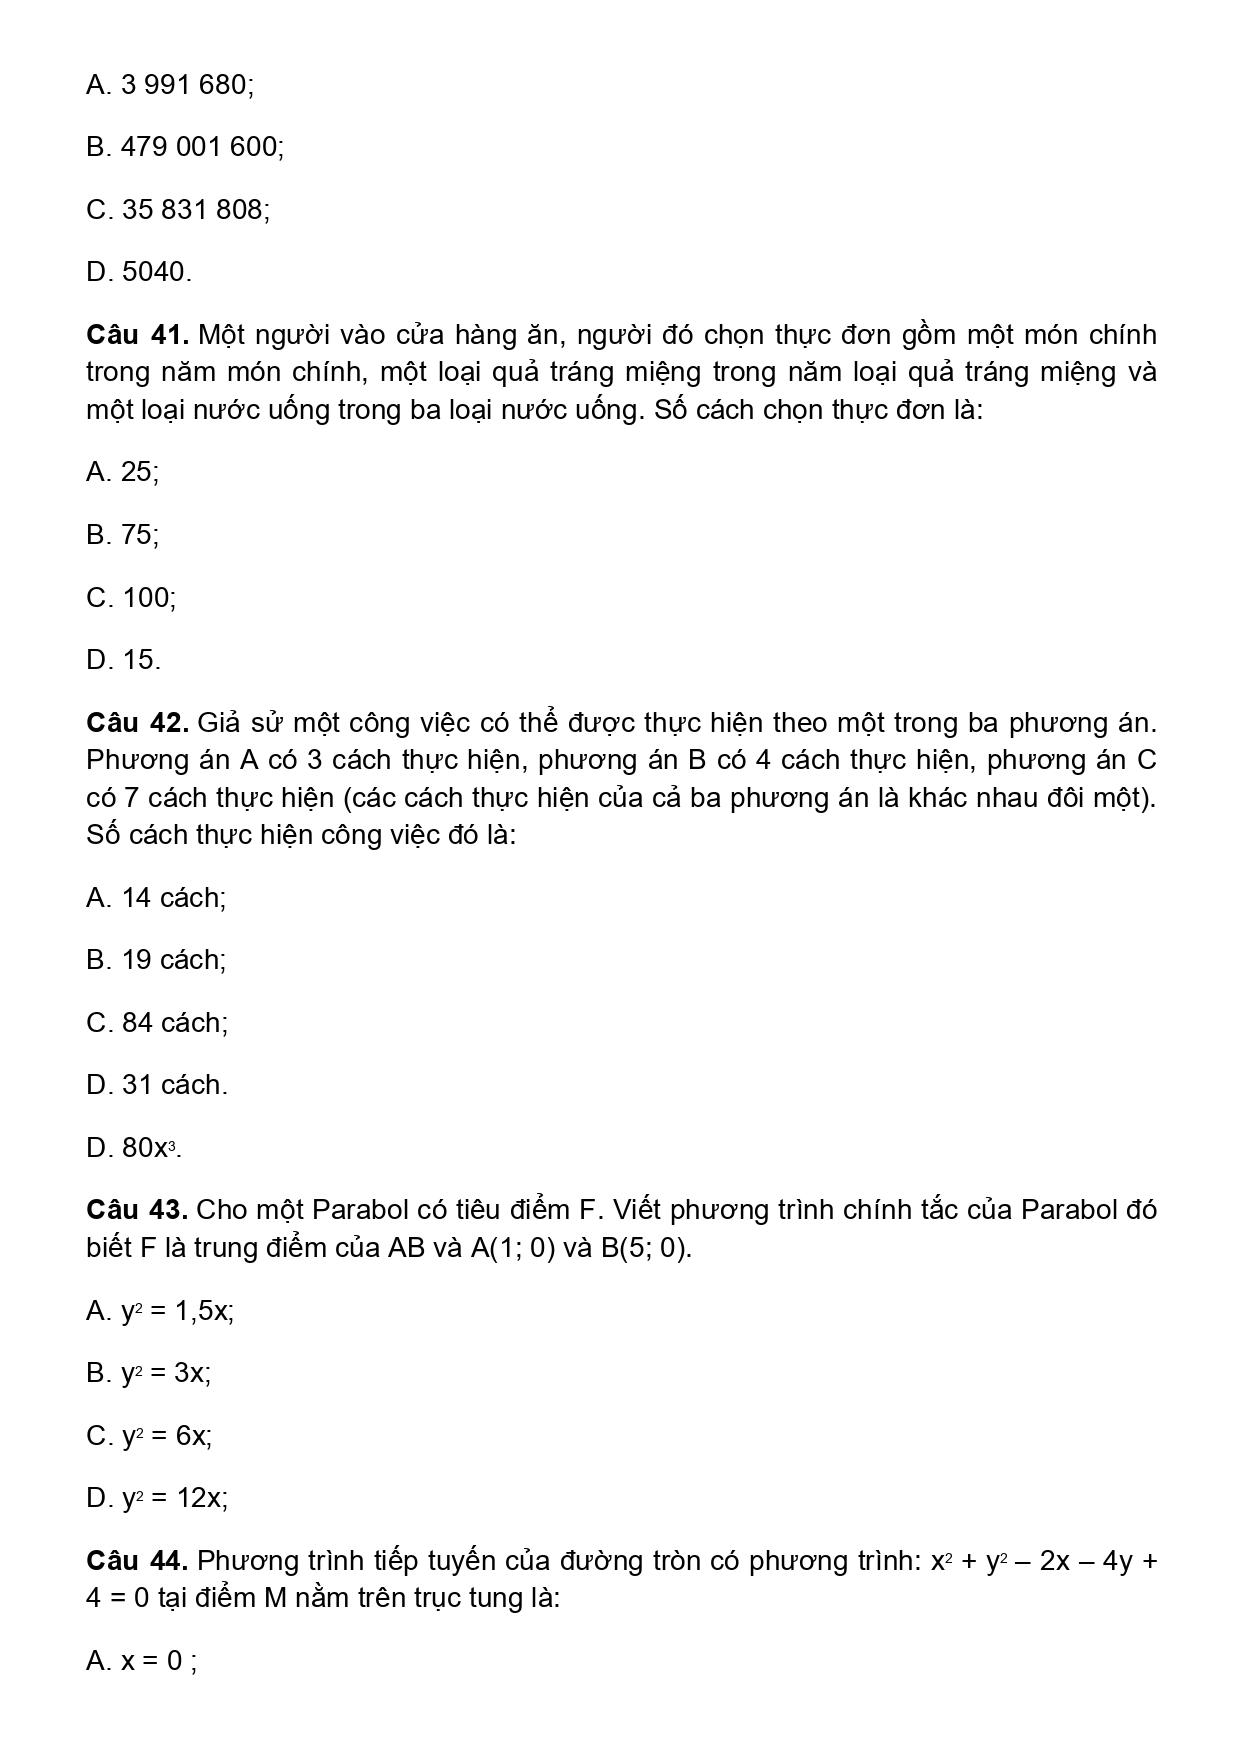 A. 3 991 680;
B. 479 001 600;
C. 35 831 808;
D. 5040.
Câu 41. Một người vào cửa hàng ăn, người đó chọn thực đơn gồm một món chính
trong năm món chính, một loại quả tráng miệng trong năm loại quả tráng miệng và
một loại nước uống trong ba loại nước uống. Số cách chọn thực đơn là:
A. 25;
B. 75;
C. 100;
D. 15.
Câu 42. Giả sử một công việc có thể được thực hiện theo một trong ba phương án.
Phương án A có 3 cách thực hiện, phương án B có 4 cách thực hiện, phương án C
có 7 cách thực hiện (các cách thực hiện của cả ba phương án là khác nhau đôi một).
Số cách thực hiện công việc đó là:
A. 14 cách;
B. 19 cách;
C. 84 cách;
D. 31 cách.
D. 80x³.
Câu 43. Cho một Parabol có tiêu điểm F. Viết phương trình chính tắc của Parabol đó
biết F là trung điểm của AB và A(1; 0) và B(5; 0).
A. y² = 1,5x;
B. y² = 3x;
C. y² = 6x;
D. y² = 12x;
Câu 44. Phương trình tiếp tuyến của đường tròn có phương trình: x² + y² – 2x – 4y +
4 = 0 tại điểm M nằm trên trục tung là:
A. x = 0 ;